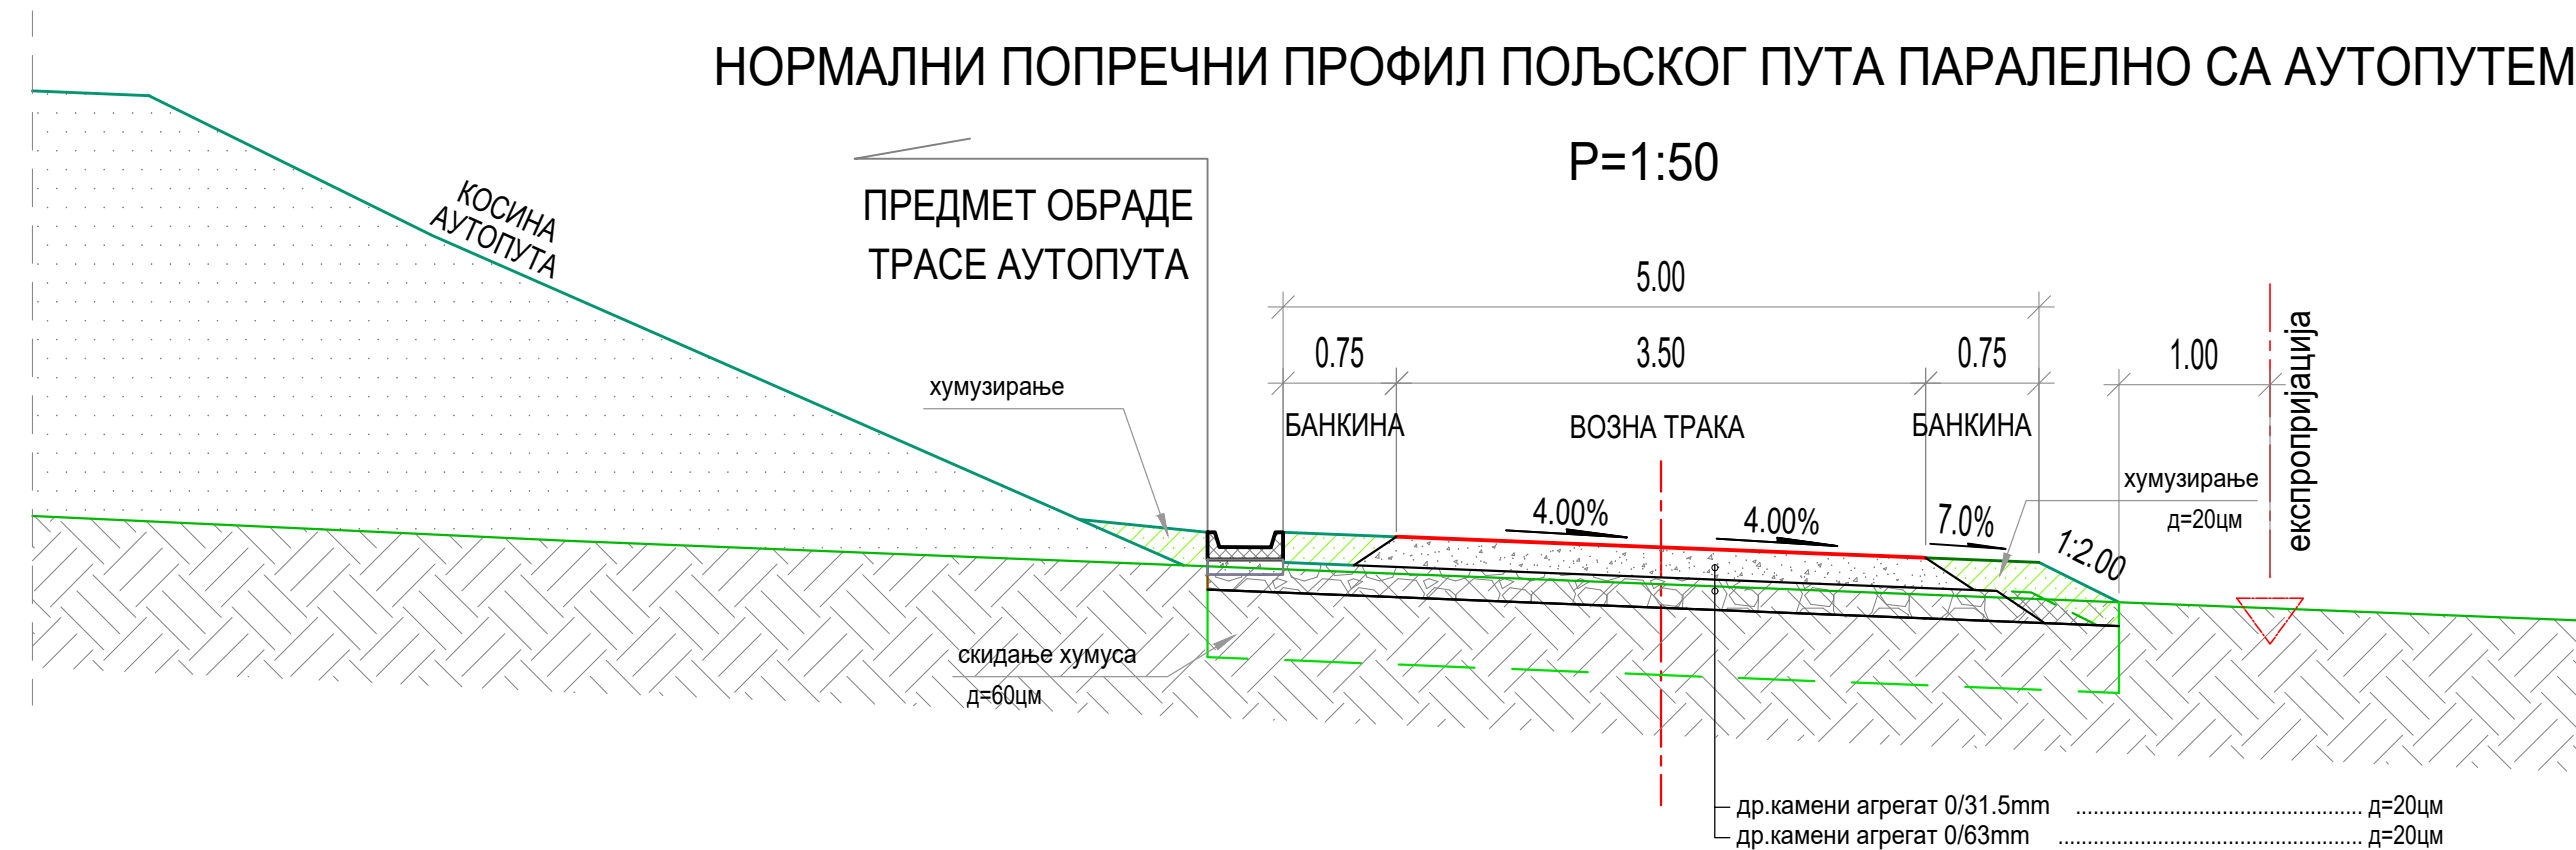 НОРМАЛНИ ПОПРЕЧНИ ПРОФИЛ ПОЉСКОГ ПУТА ПАРАЛЕЛНО СА АУТОПУТЕМ
Р=1:50
КОСИНА
АУТОПУТА
ПРЕДМЕТ ОБРАДЕ
ТРАСЕ АУТОПУТА
5.00
0.75
3.50
0.75
1.00
експропријација
хумузирање
БАНКИНА
ВОЗНА ТРАКА
БАНКИНА
хумузирање
д=20цм
4.00%
4.00%
7.0%
1:2.00
скидање хумуса
д=60цм
др.камени агрегат 0/31.5mm ................................................ д=20цм
др.камени агрегат 0/63mm ................................................... д=20цм